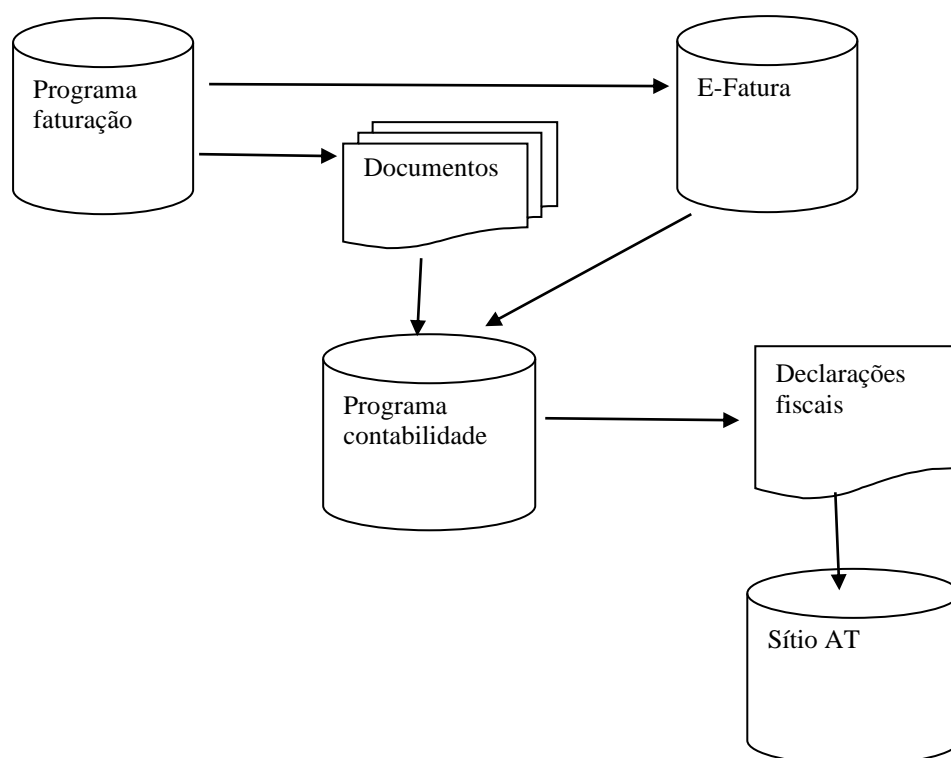 Programa
faturação
E-Fatura
Documentos
Programa
contabilidade
Declarações
fiscais
Sítio AT